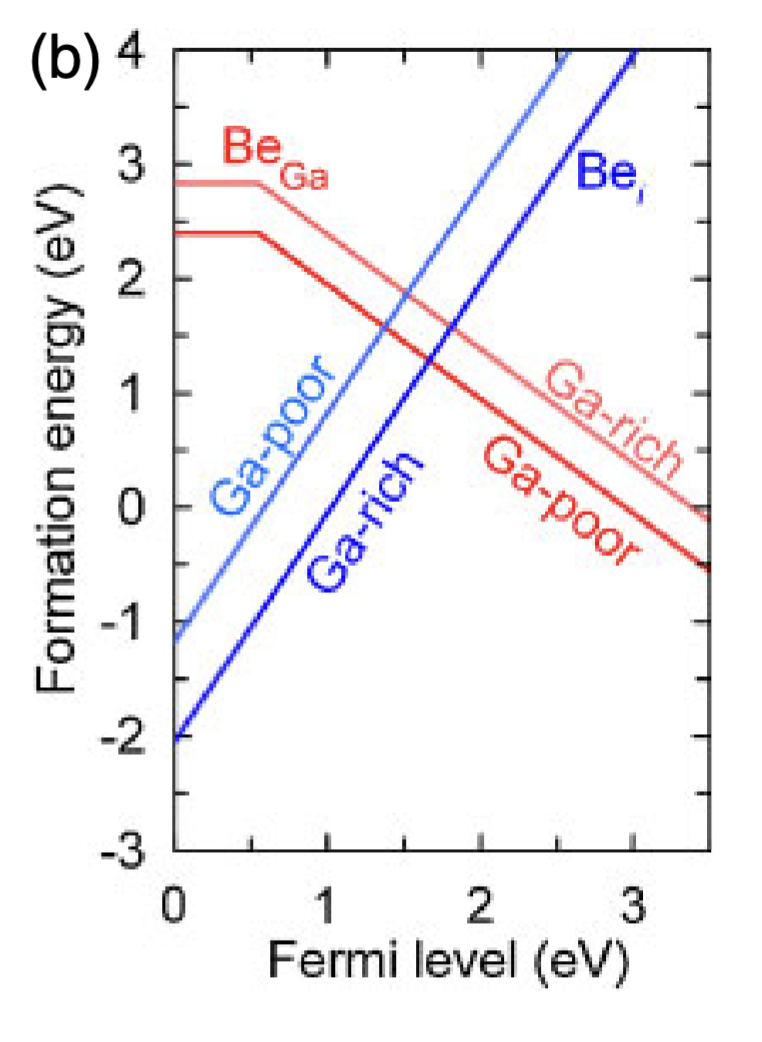 (b)
4
3
2
1
0
-1
-2
-3
Formation energy (eV)
Be_Ga
Be_i
Ga-poor
Ga-rich
Ga-rich
Ga-poor
0 1 2 3
Fermi level (eV)